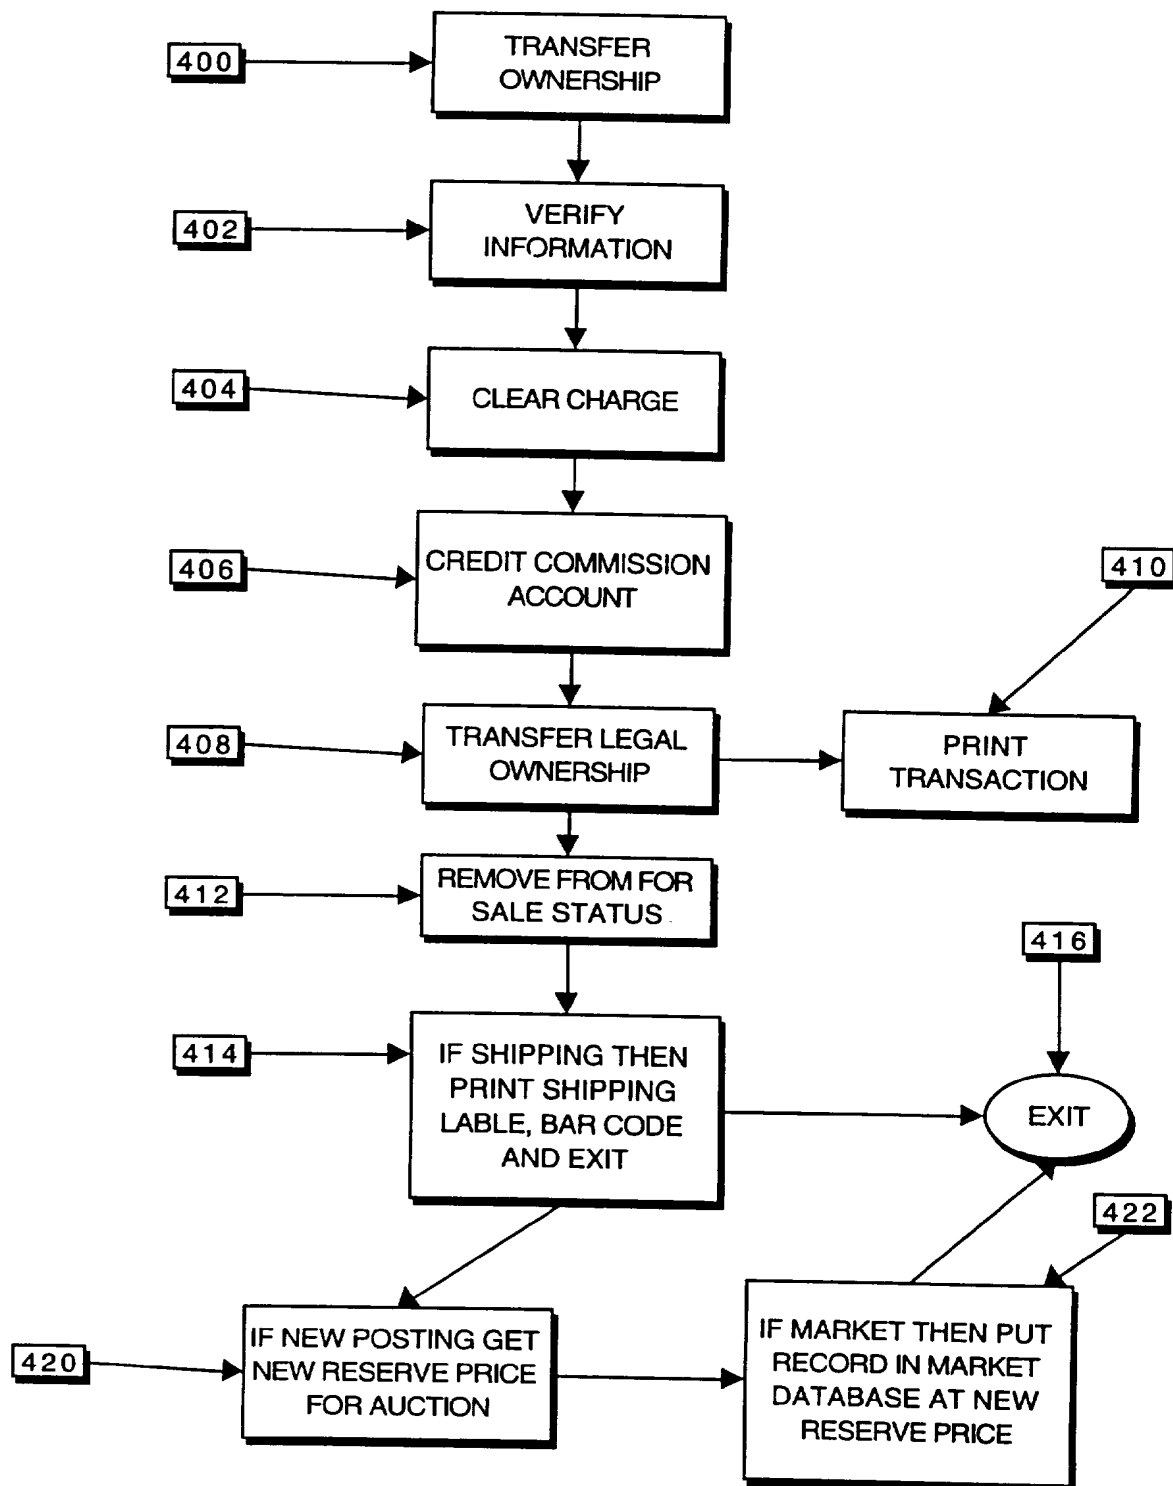 400
TRANSFER
OWNERSHIP
402
VERIFY
INFORMATION
404
CLEAR CHARGE
406
CREDIT COMMISSION
ACCOUNT
410
408
TRANSFER LEGAL
OWNERSHIP
PRINT
TRANSACTION
412
REMOVE FROM FOR
SALE STATUS
416
414
IF SHIPPING THEN
PRINT SHIPPING
LABLE, BAR CODE
AND EXIT
EXIT
422
420
IF NEW POSTING GET
NEW RESERVE PRICE
FOR AUCTION
IF MARKET THEN PUT
RECORD IN MARKET
DATABASE AT NEW
RESERVE PRICE